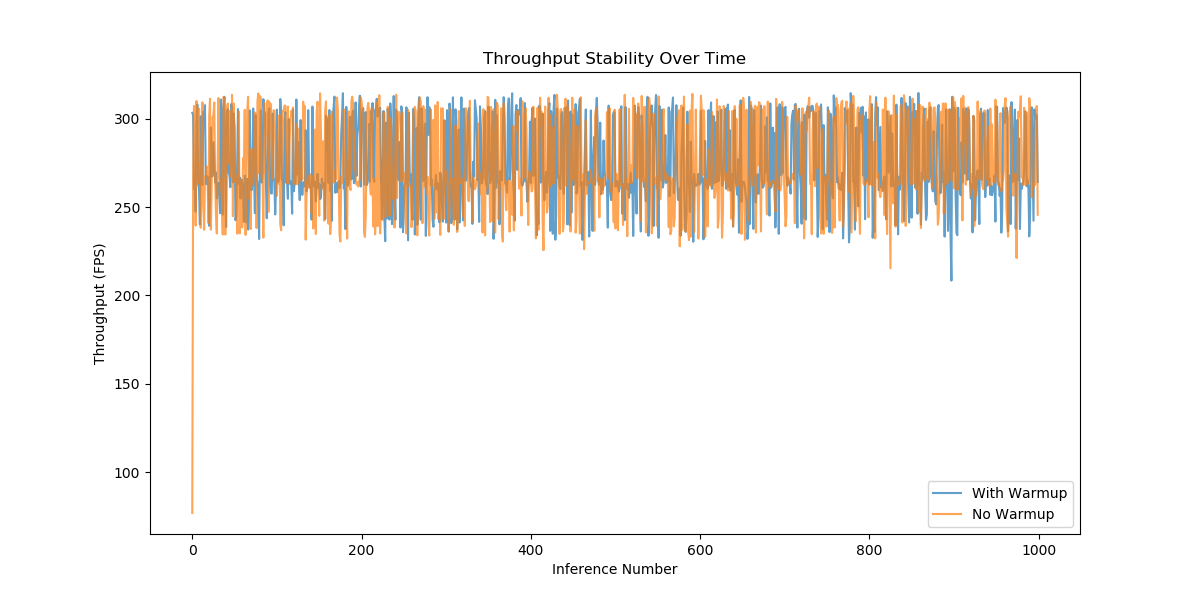 Throughput Stability Over Time
Throughput (FPS)
300
250
200
150
100
0
200
400
600
800
1000
Inference Number
With Warmup
No Warmup